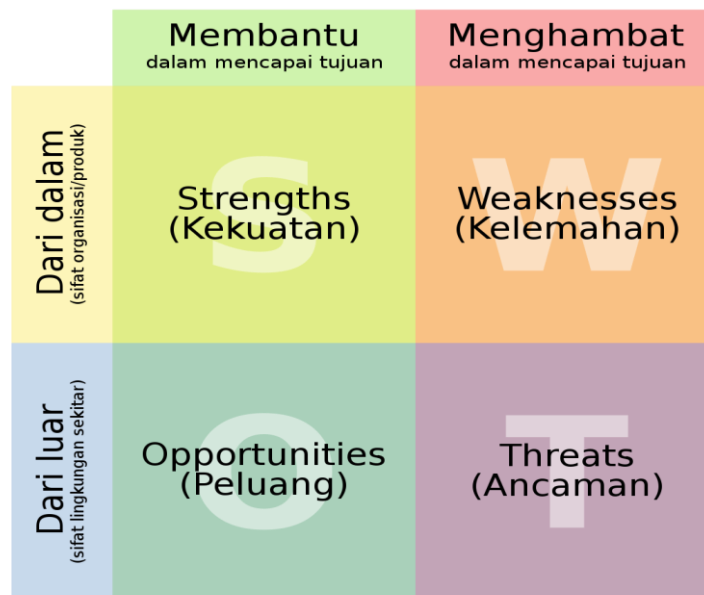 Membantu
dalam mencapai tujuan
Menghambat
dalam mencapai tujuan
Dari dalam
(sifat organisasi/produk)
S
Strengths
(Kekuatan)
W
Weaknesses
(Kelemahan)
Dari luar
(sifat lingkungan sekitar)
O
Opportunities
(Peluang)
T
Threats
(Ancaman)